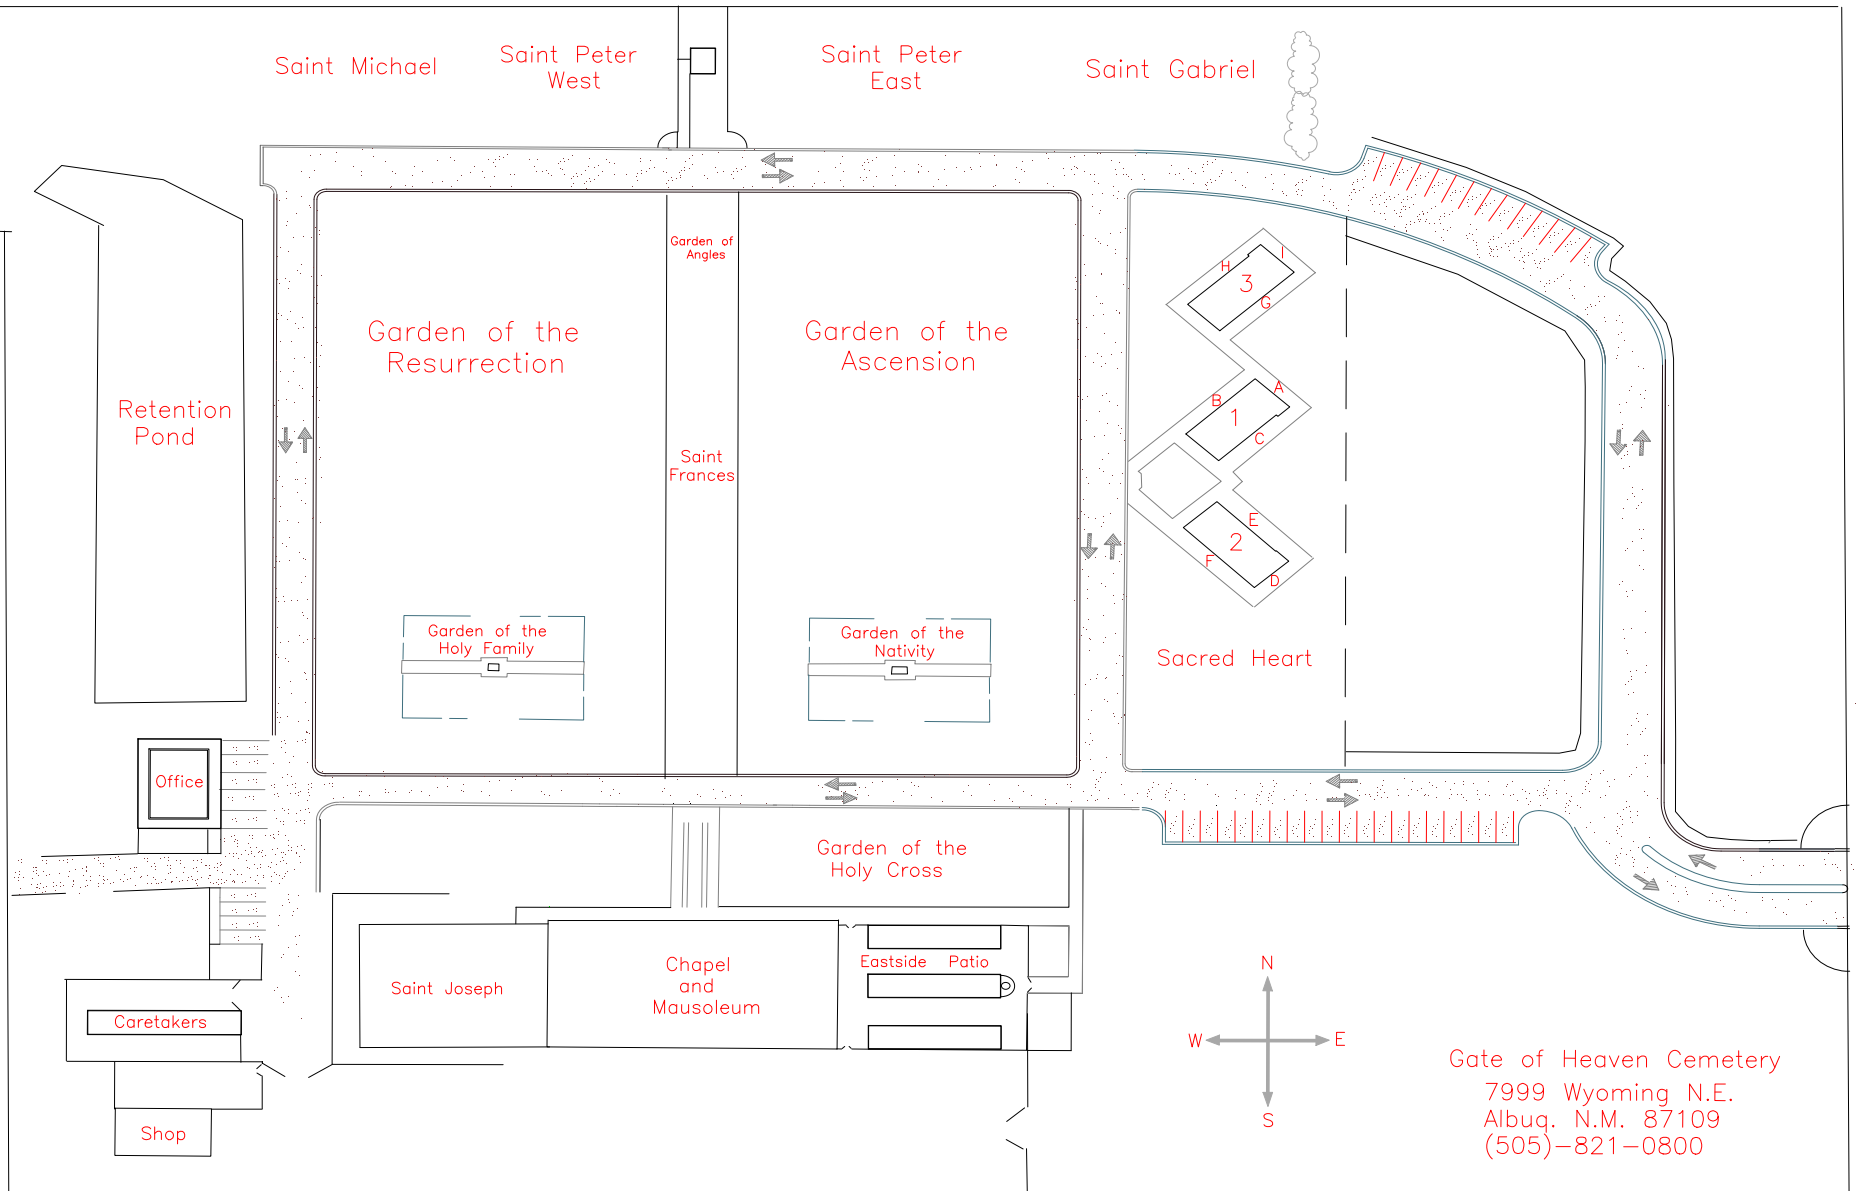 Saint Michael
Saint Peter
West
Saint Peter
East
Saint Gabriel
Garden of
Angles
H
I
3
G
Garden of the
Resurrection
Garden of the
Ascension
Retention
Pond
A
B
1
C
Saint
Frances
E
2
F
D
Garden of the
Holy Family
Garden of the
Nativity
Sacred Heart
Office
Garden of the
Holy Cross
Saint Joseph
Chapel
and
Mausoleum
Eastside Patio
Caretakers
Shop
N
W
E
S
Gate of Heaven Cemetery
7999 Wyoming N.E.
Albuq. N.M. 87109
(505)-821-0800